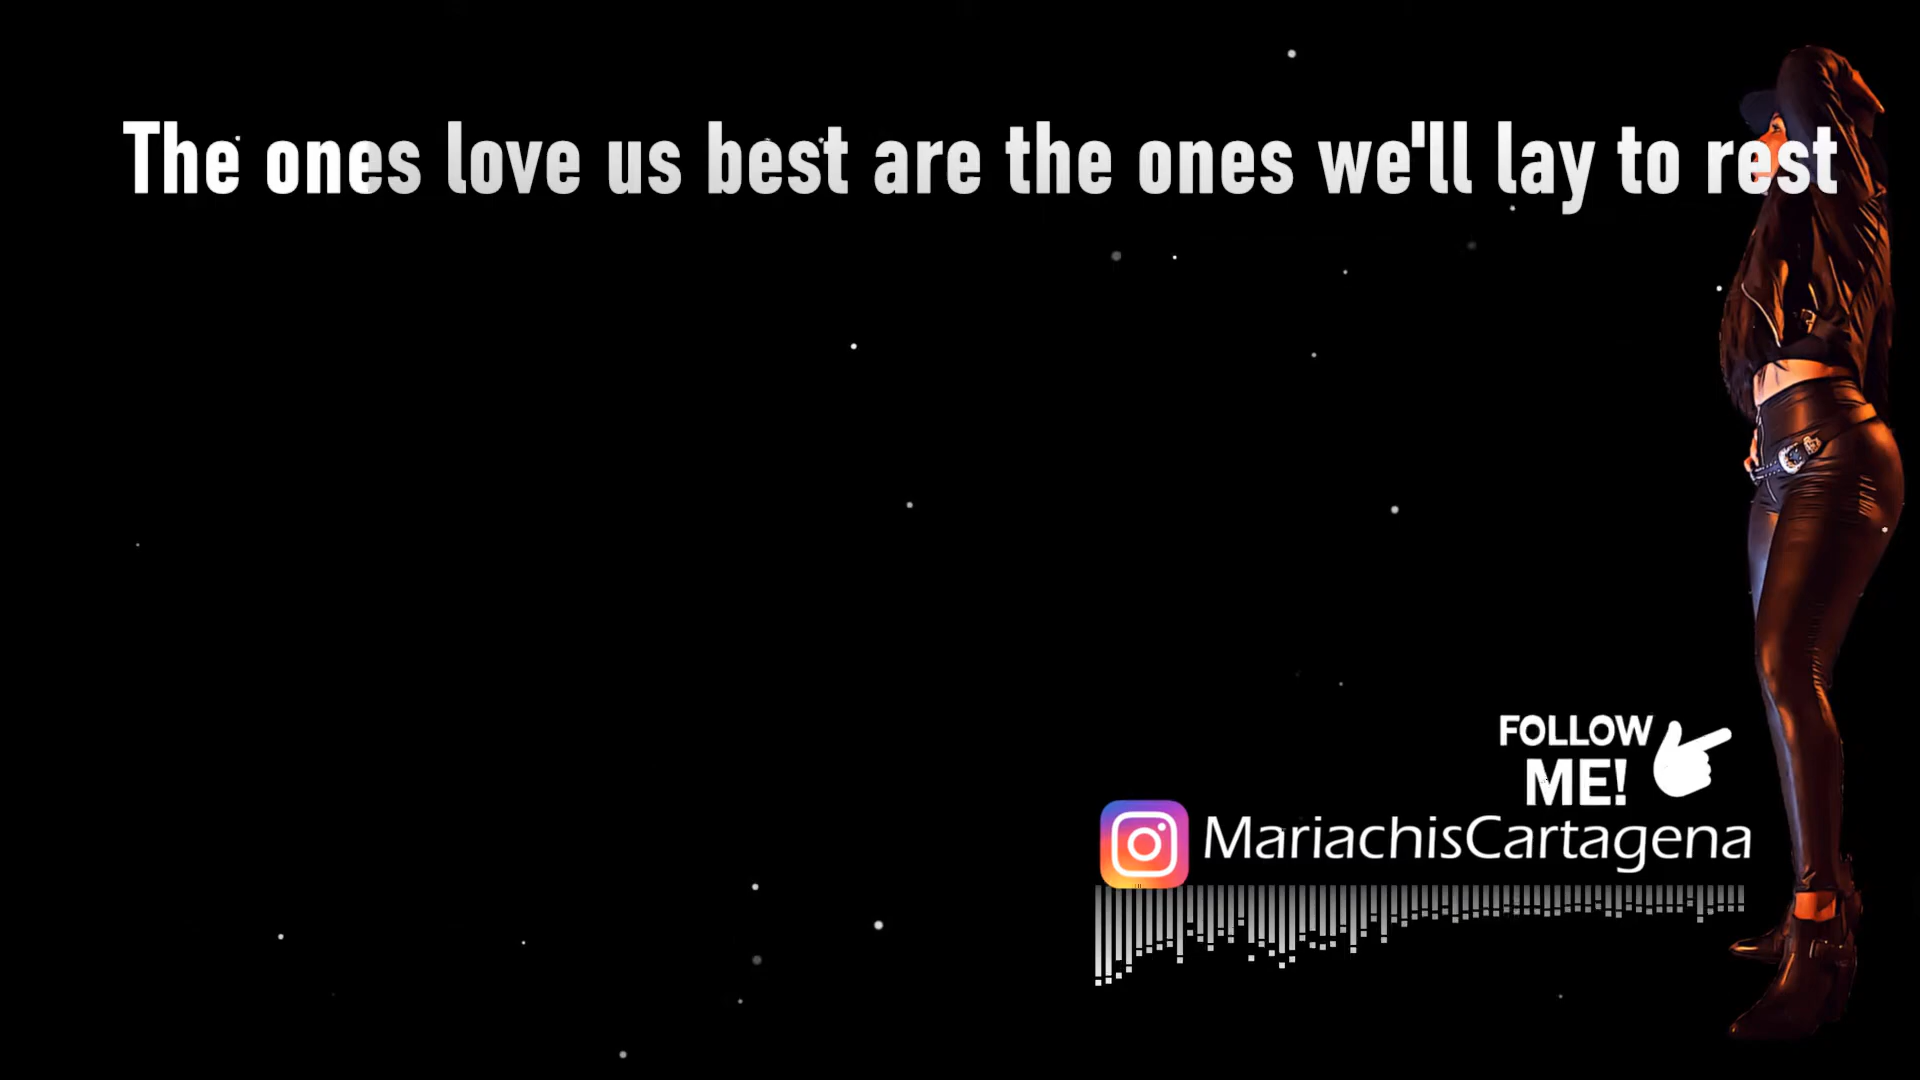 The ones love us best are the ones we'll lay to rest
FOLLOW
ME!
MariachisCartagena